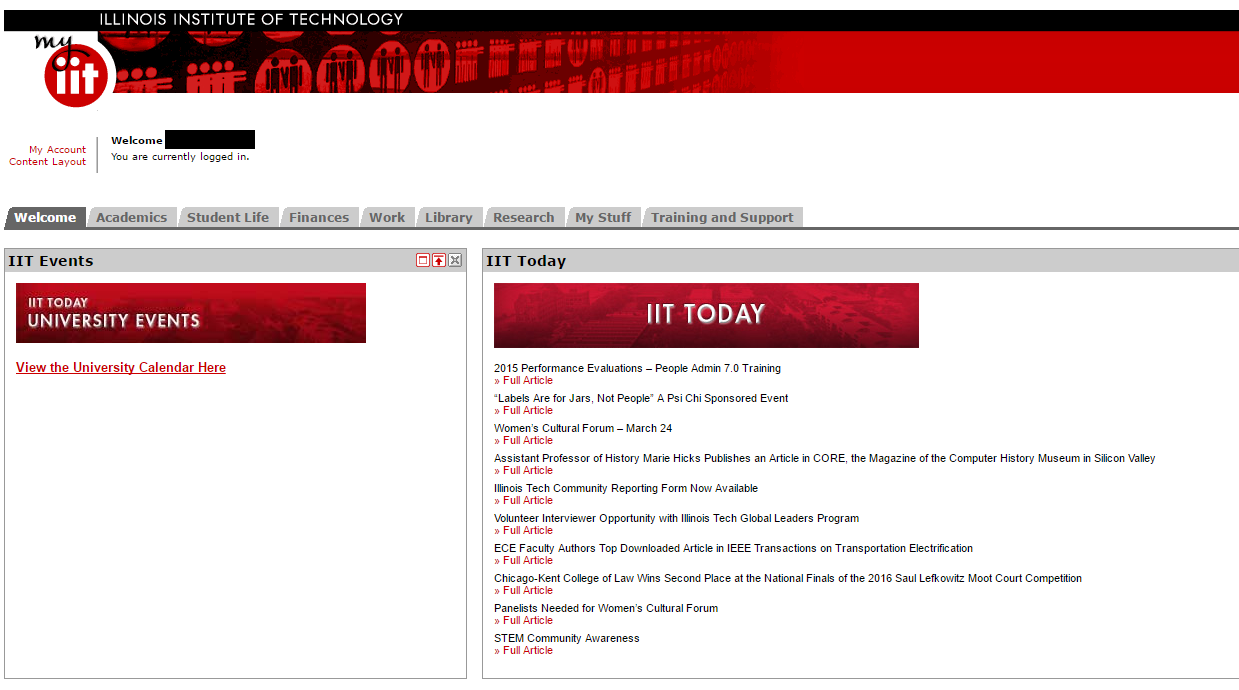 ILLINOIS INSTITUTE OF TECHNOLOGY
my
iit
My Account
Content Layout
Welcome
You are currently logged in.
Welcome Academics Student Life Finances Work Library Research My Stuff Training and Support
IIT Events
IIT TODAY
UNIVERSITY EVENTS
View the University Calendar Here
IIT Today
IIT TODAY
2015 Performance Evaluations – People Admin 7.0 Training
» Full Article
“Labels Are for Jars, Not People” A Psi Chi Sponsored Event
» Full Article
Women’s Cultural Forum – March 24
» Full Article
Assistant Professor of History Marie Hicks Publishes an Article in CORE, the Magazine of the Computer History Museum in Silicon Valley
» Full Article
Illinois Tech Community Reporting Form Now Available
» Full Article
Volunteer Interviewer Opportunity with Illinois Tech Global Leaders Program
» Full Article
ECE Faculty Authors Top Downloaded Article in IEEE Transactions on Transportation Electrification
» Full Article
Chicago-Kent College of Law Wins Second Place at the National Finals of the 2016 Saul Lefkowitz Moot Court Competition
» Full Article
Panelists Needed for Women’s Cultural Forum
» Full Article
STEM Community Awareness
» Full Article